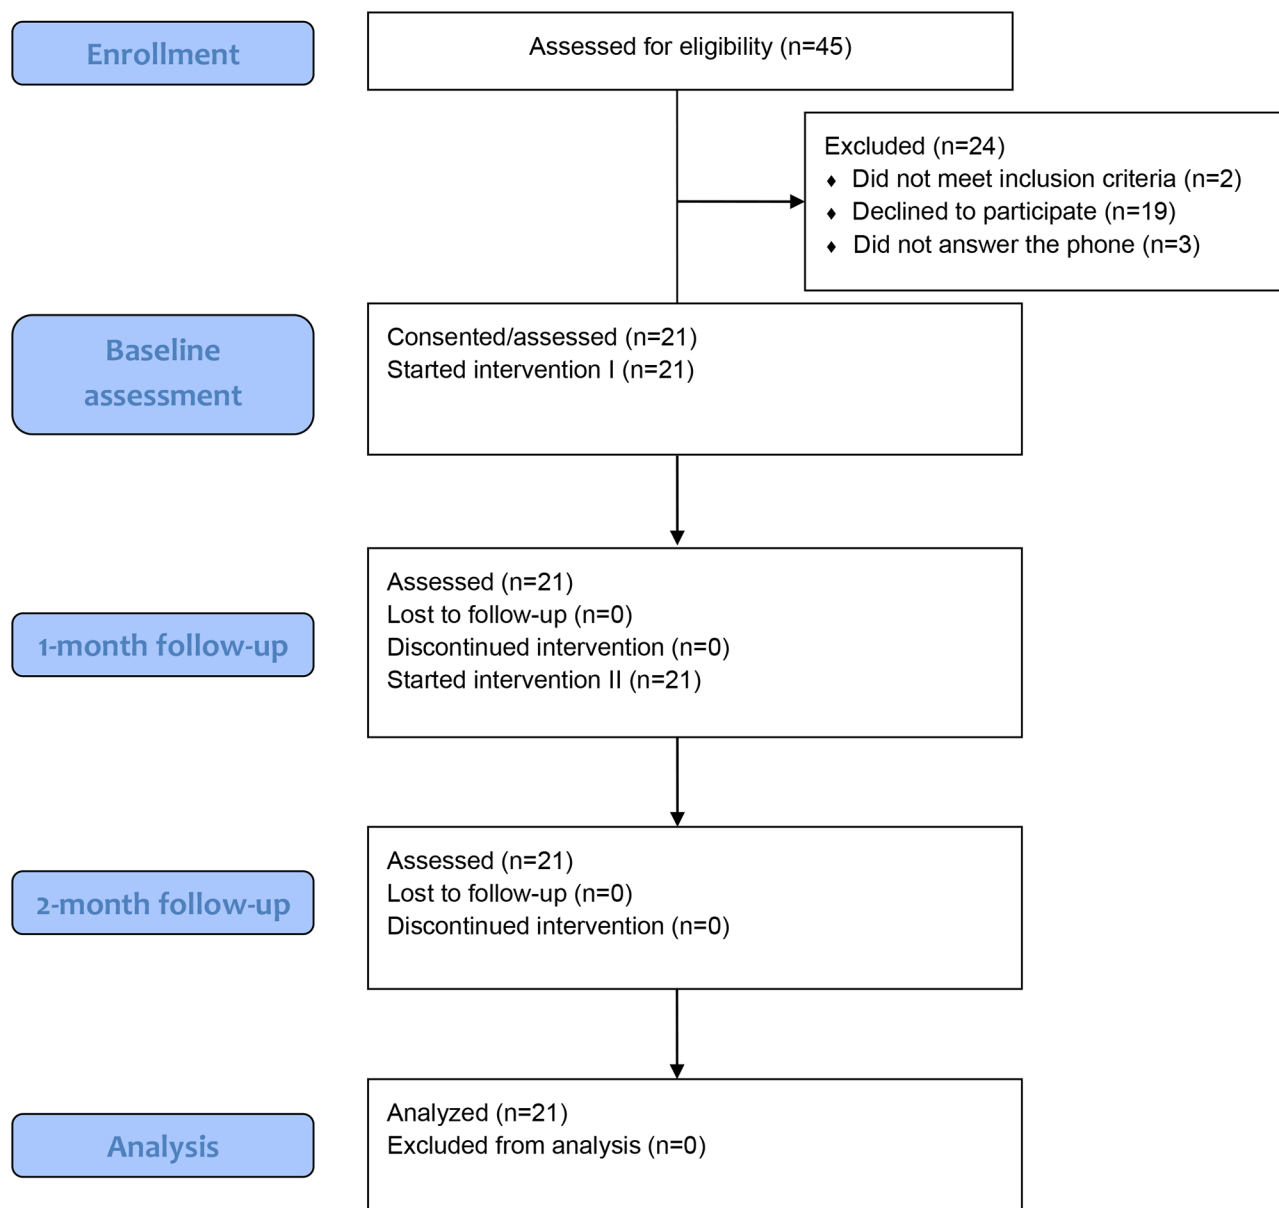 Enrollment
Assessed for eligibility (n=45)
Excluded (n=24)
♦ Did not meet inclusion criteria (n=2)
♦ Declined to participate (n=19)
♦ Did not answer the phone (n=3)
Baseline
assessment
Consented/assessed (n=21)
Started intervention I (n=21)
1-month follow-up
Assessed (n=21)
Lost to follow-up (n=0)
Discontinued intervention (n=0)
Started intervention II (n=21)
2-month follow-up
Assessed (n=21)
Lost to follow-up (n=0)
Discontinued intervention (n=0)
Analysis
Analyzed (n=21)
Excluded from analysis (n=0)